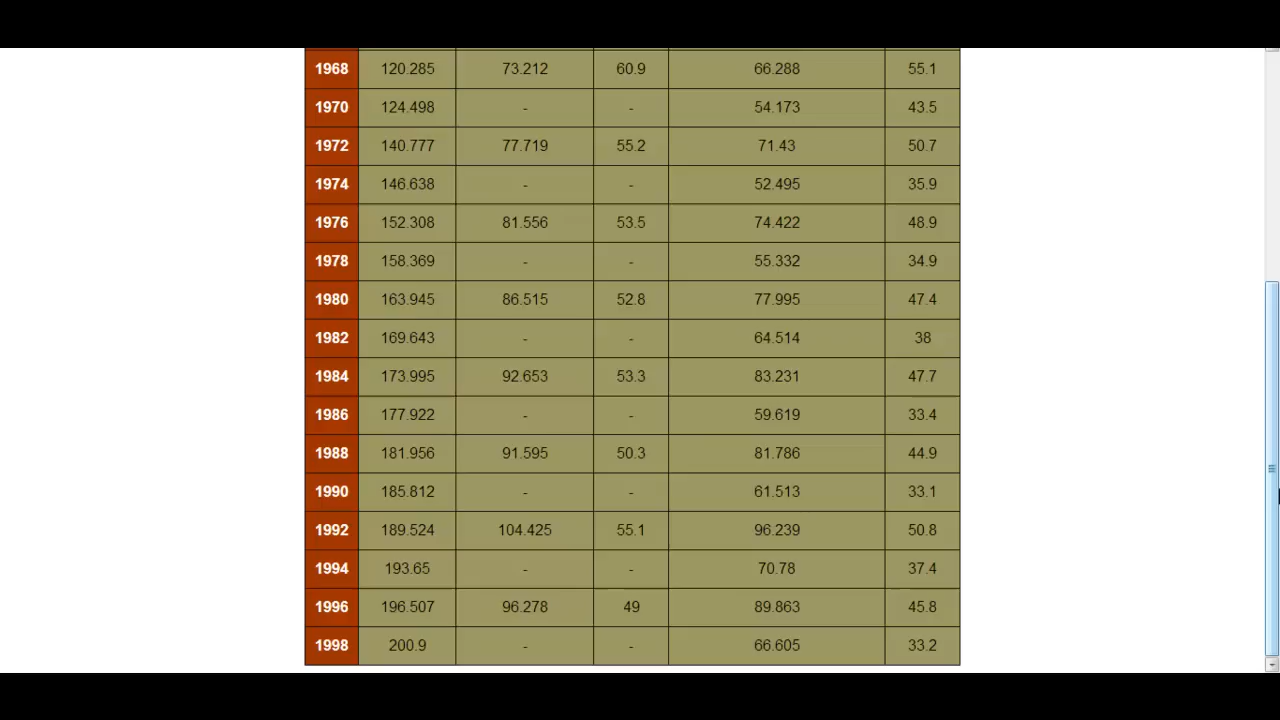 1968 120.285 73.212 60.9 66.288 55.1
1970 124.498 - - 54.173 43.5
1972 140.777 77.719 55.2 71.43 50.7
1974 146.638 - - 52.495 35.9
1976 152.308 81.556 53.5 74.422 48.9
1978 158.369 - - 55.332 34.9
1980 163.945 86.515 52.8 77.995 47.4
1982 169.643 - - 64.514 38
1984 173.995 92.653 53.3 83.231 47.7
1986 177.922 - - 59.619 33.4
1988 181.956 91.595 50.3 81.786 44.9
1990 185.812 - - 61.513 33.1
1992 189.524 104.425 55.1 96.239 50.8
1994 193.65 - - 70.78 37.4
1996 196.507 96.278 49 89.863 45.8
1998 200.9 - - 66.605 33.2